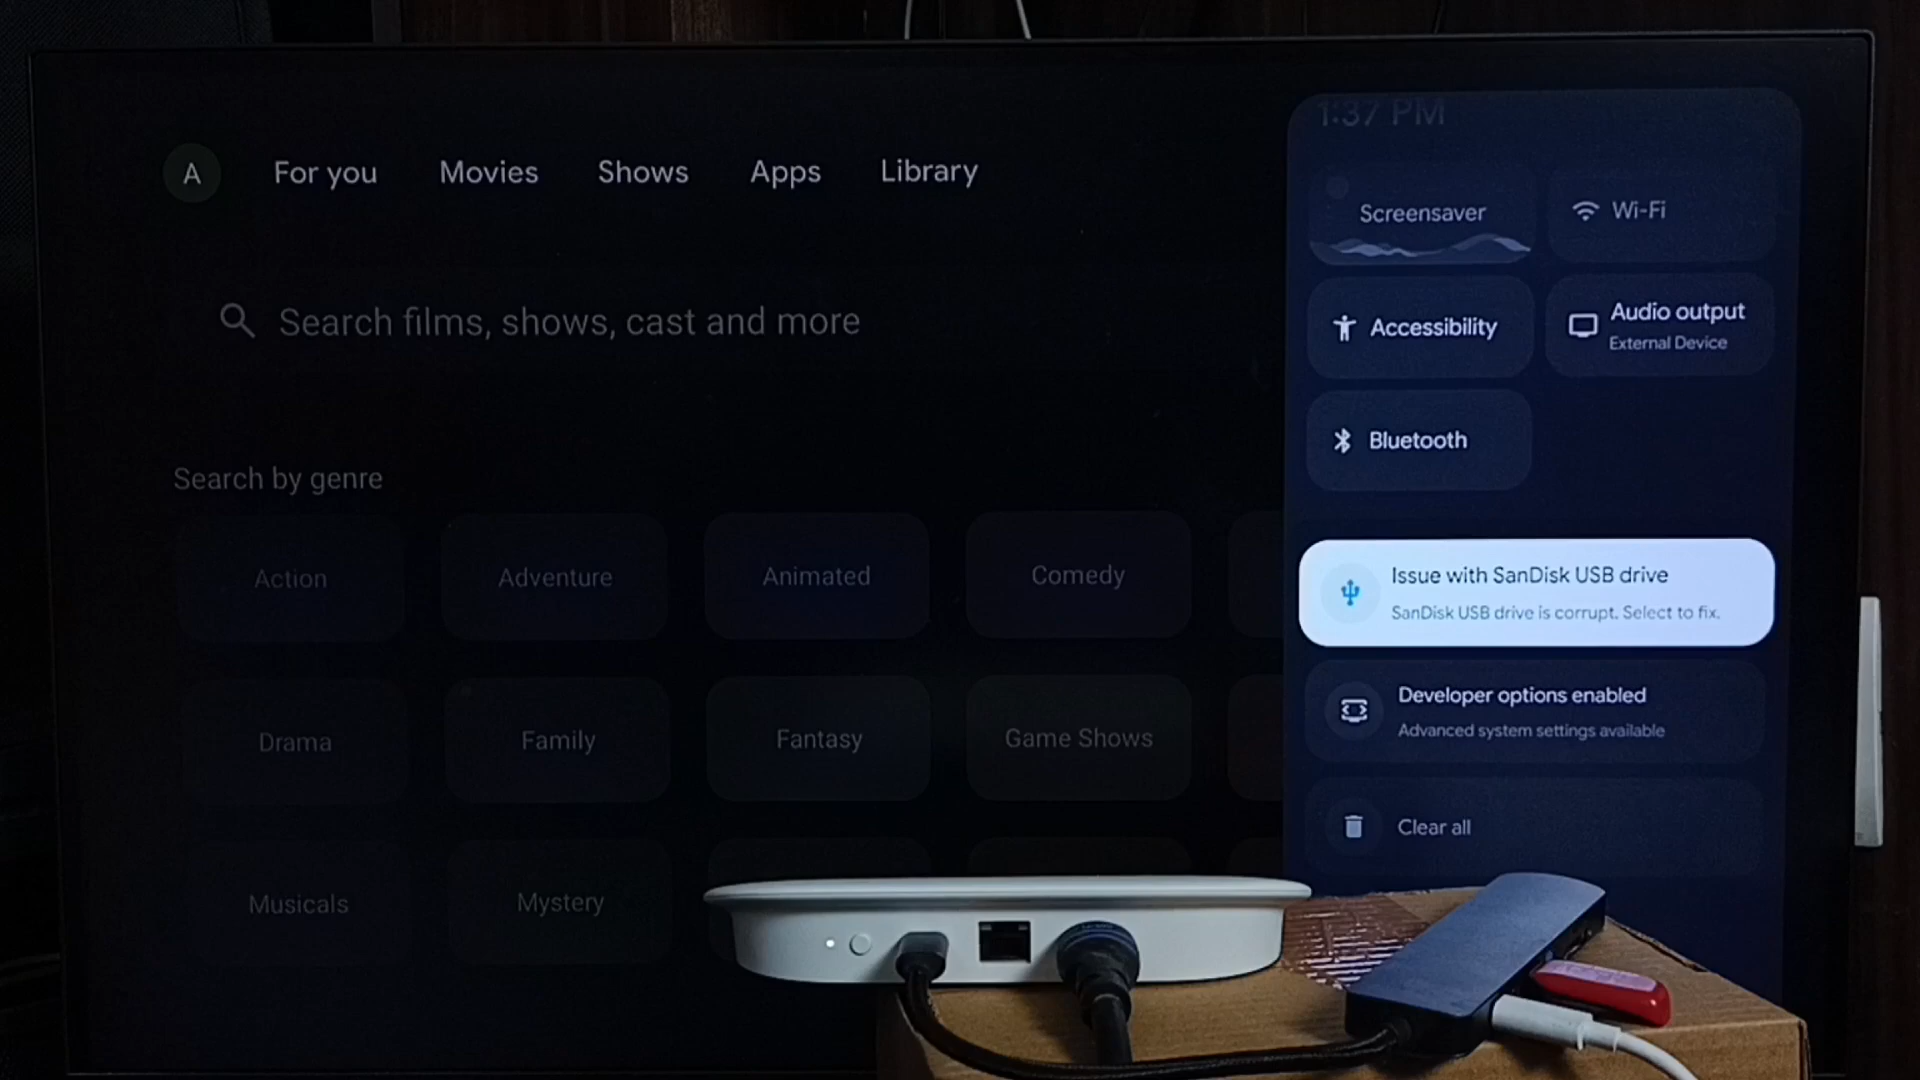 A
For you
Movies
Shows
Apps
Library
Search films, shows, cast and more
Search by genre
Action
Adventure
Animated
Comedy
Drama
Family
Fantasy
Game Shows
Musicals
Mystery
1:37 PM
Screensaver
Wi-Fi
Accessibility
Audio output
External Device
Bluetooth
Issue with SanDisk USB drive
SanDisk USB drive is corrupt. Select to fix.
Developer options enabled
Advanced system settings available
Clear all